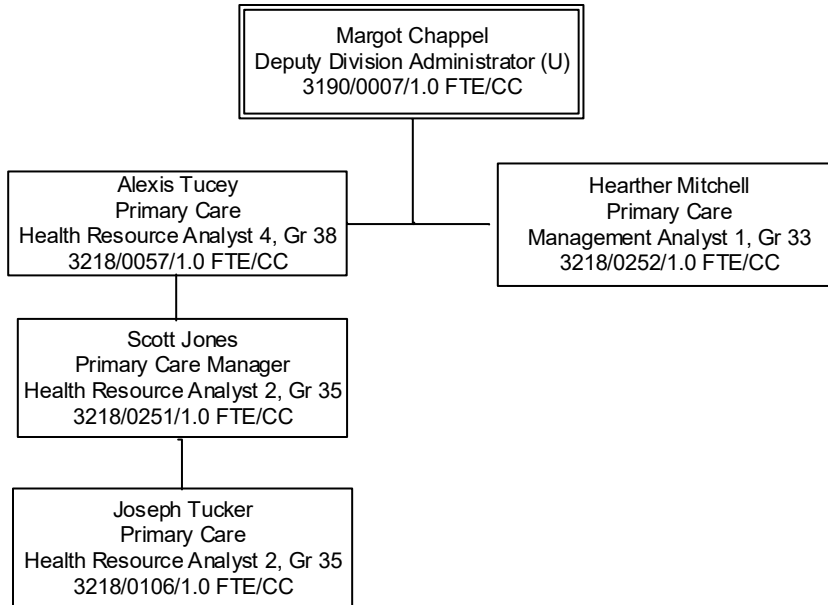 Margot Chappel
Deputy Division Administrator (U)
3190/0007/1.0 FTE/CC
Alexis Tucey
Primary Care
Health Resource Analyst 4, Gr 38
3218/0057/1.0 FTE/CC
Hearther Mitchell
Primary Care
Management Analyst 1, Gr 33
3218/0252/1.0 FTE/CC
Scott Jones
Primary Care Manager
Health Resource Analyst 2, Gr 35
3218/0251/1.0 FTE/CC
Joseph Tucker
Primary Care
Health Resource Analyst 2, Gr 35
3218/0106/1.0 FTE/CC